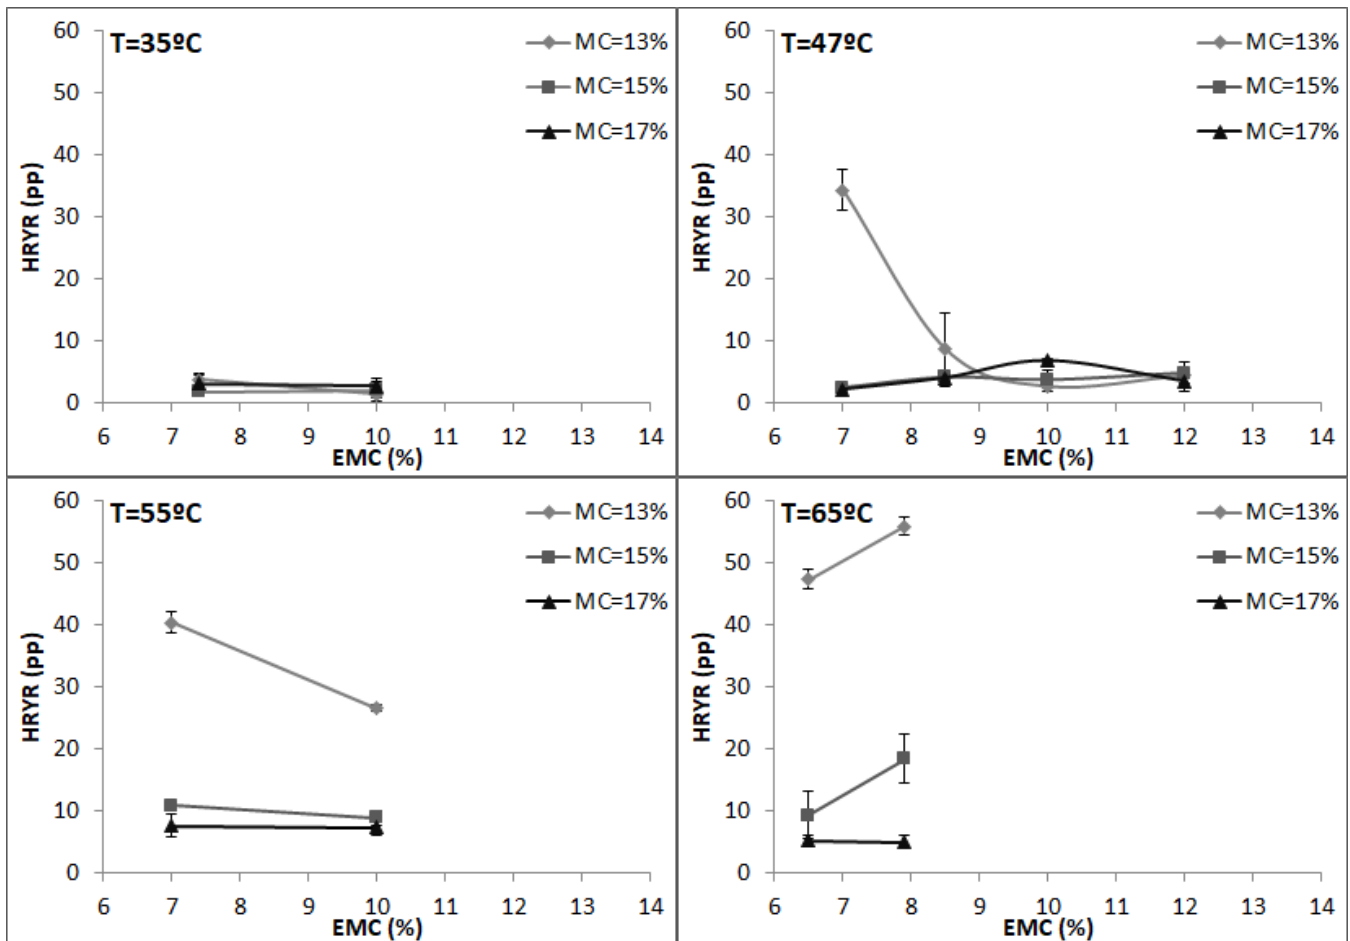 T=35ºC
MC=13%
MC=15%
MC=17%
HRYR (pp)
60
50
40
30
20
10
0
6 7 8 9 10 11 12 13 14
EMC (%)
T=47ºC
MC=13%
MC=15%
MC=17%
HRYR (pp)
60
50
40
30
20
10
0
6 7 8 9 10 11 12 13 14
EMC (%)
T=55ºC
MC=13%
MC=15%
MC=17%
HRYR (pp)
60
50
40
30
20
10
0
6 7 8 9 10 11 12 13 14
EMC (%)
T=65ºC
MC=13%
MC=15%
MC=17%
HRYR (pp)
60
50
40
30
20
10
0
6 7 8 9 10 11 12 13 14
EMC (%)